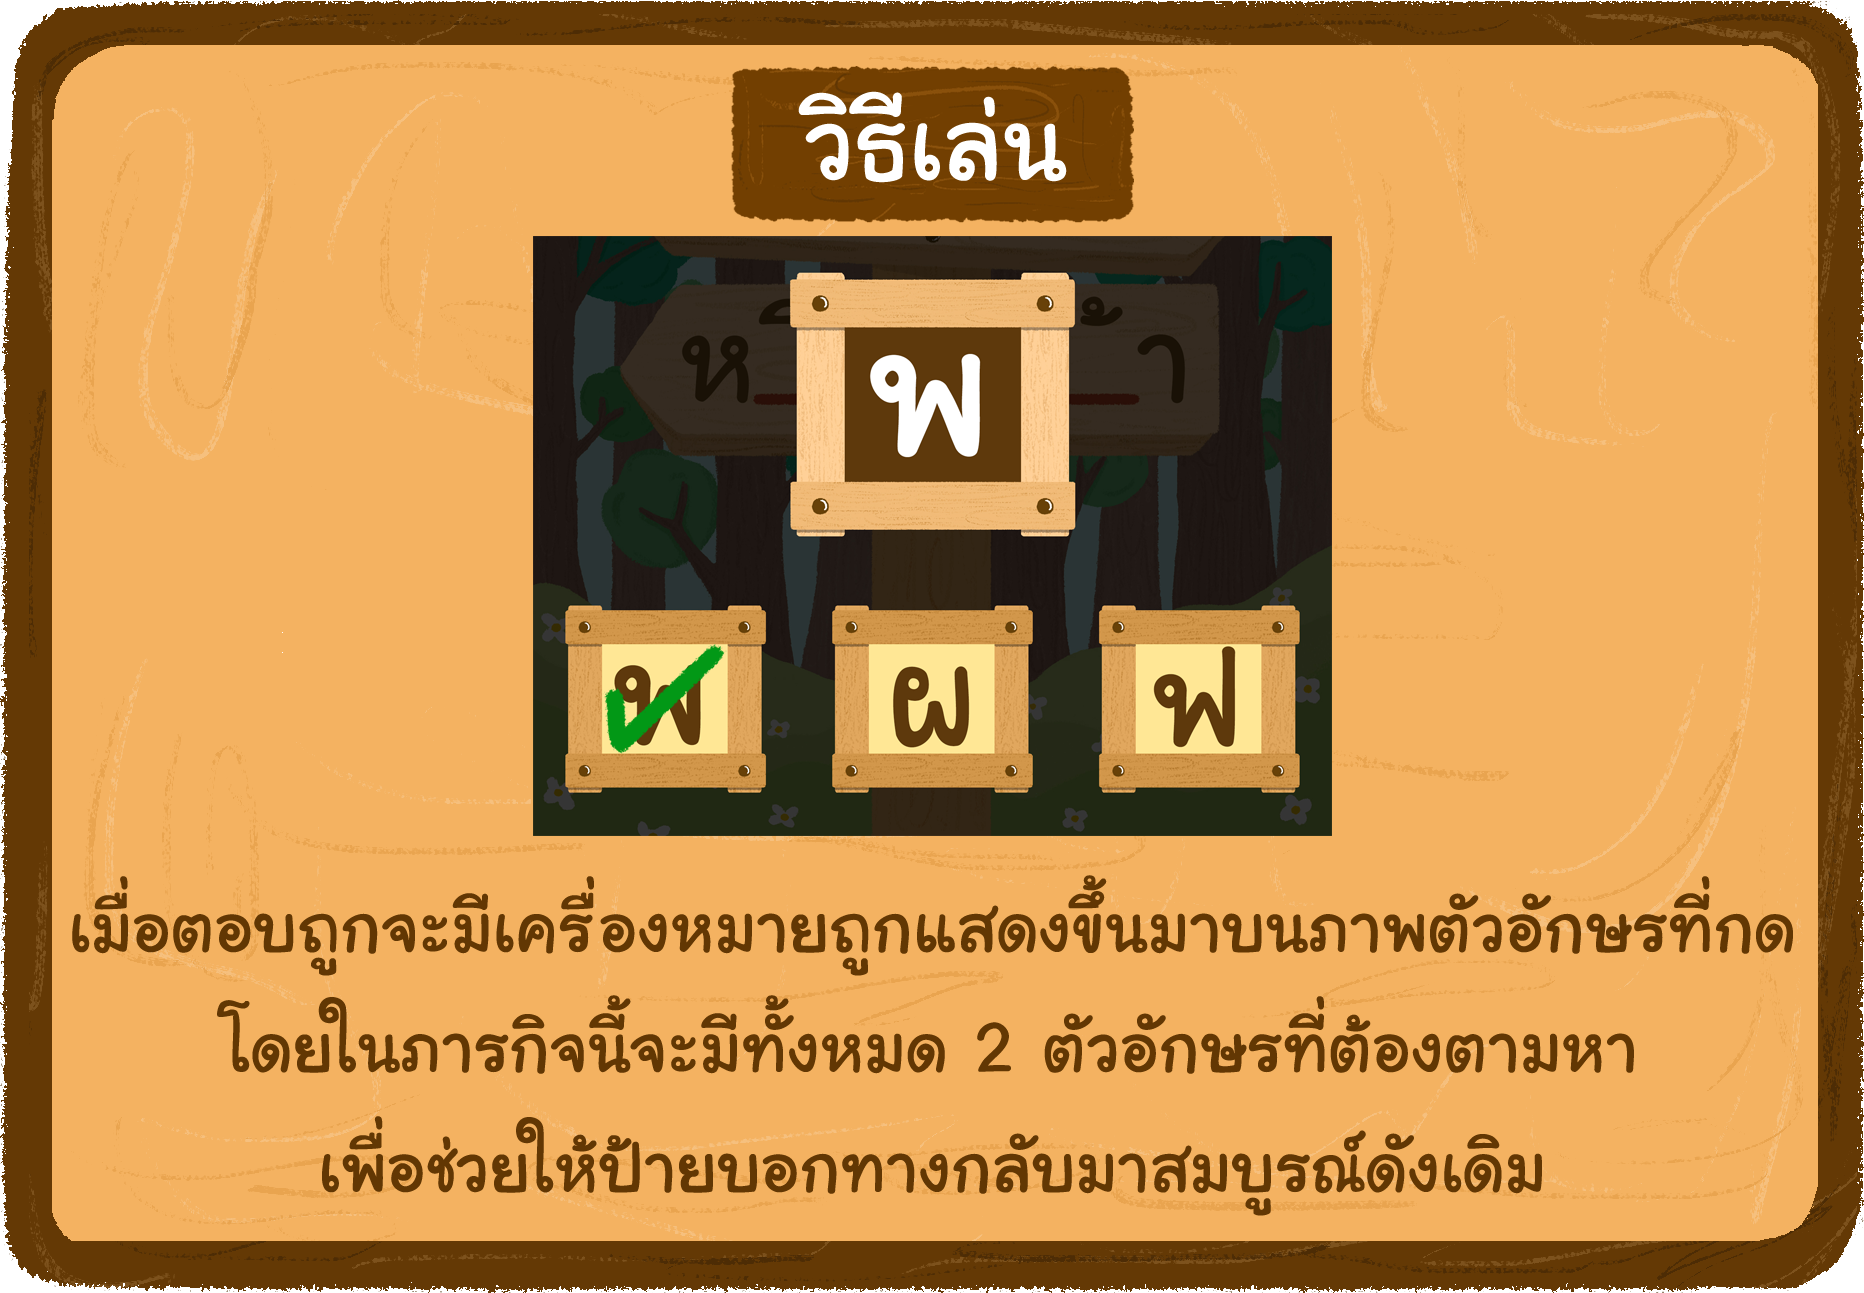 วิธีเล่น
ห า
พ
พ ผ ฟ
เมื่อตอบถูกจะมีเครื่องหมายถูกแสดงขึ้นมาบนภาพตัวอักษรที่กด
โดยในภารกิจนี้จะมีทั้งหมด 2 ตัวอักษรที่ต้องตามหา
เพื่อช่วยให้ป้ายบอกทางกลับมาสมบูรณ์ดังเดิม